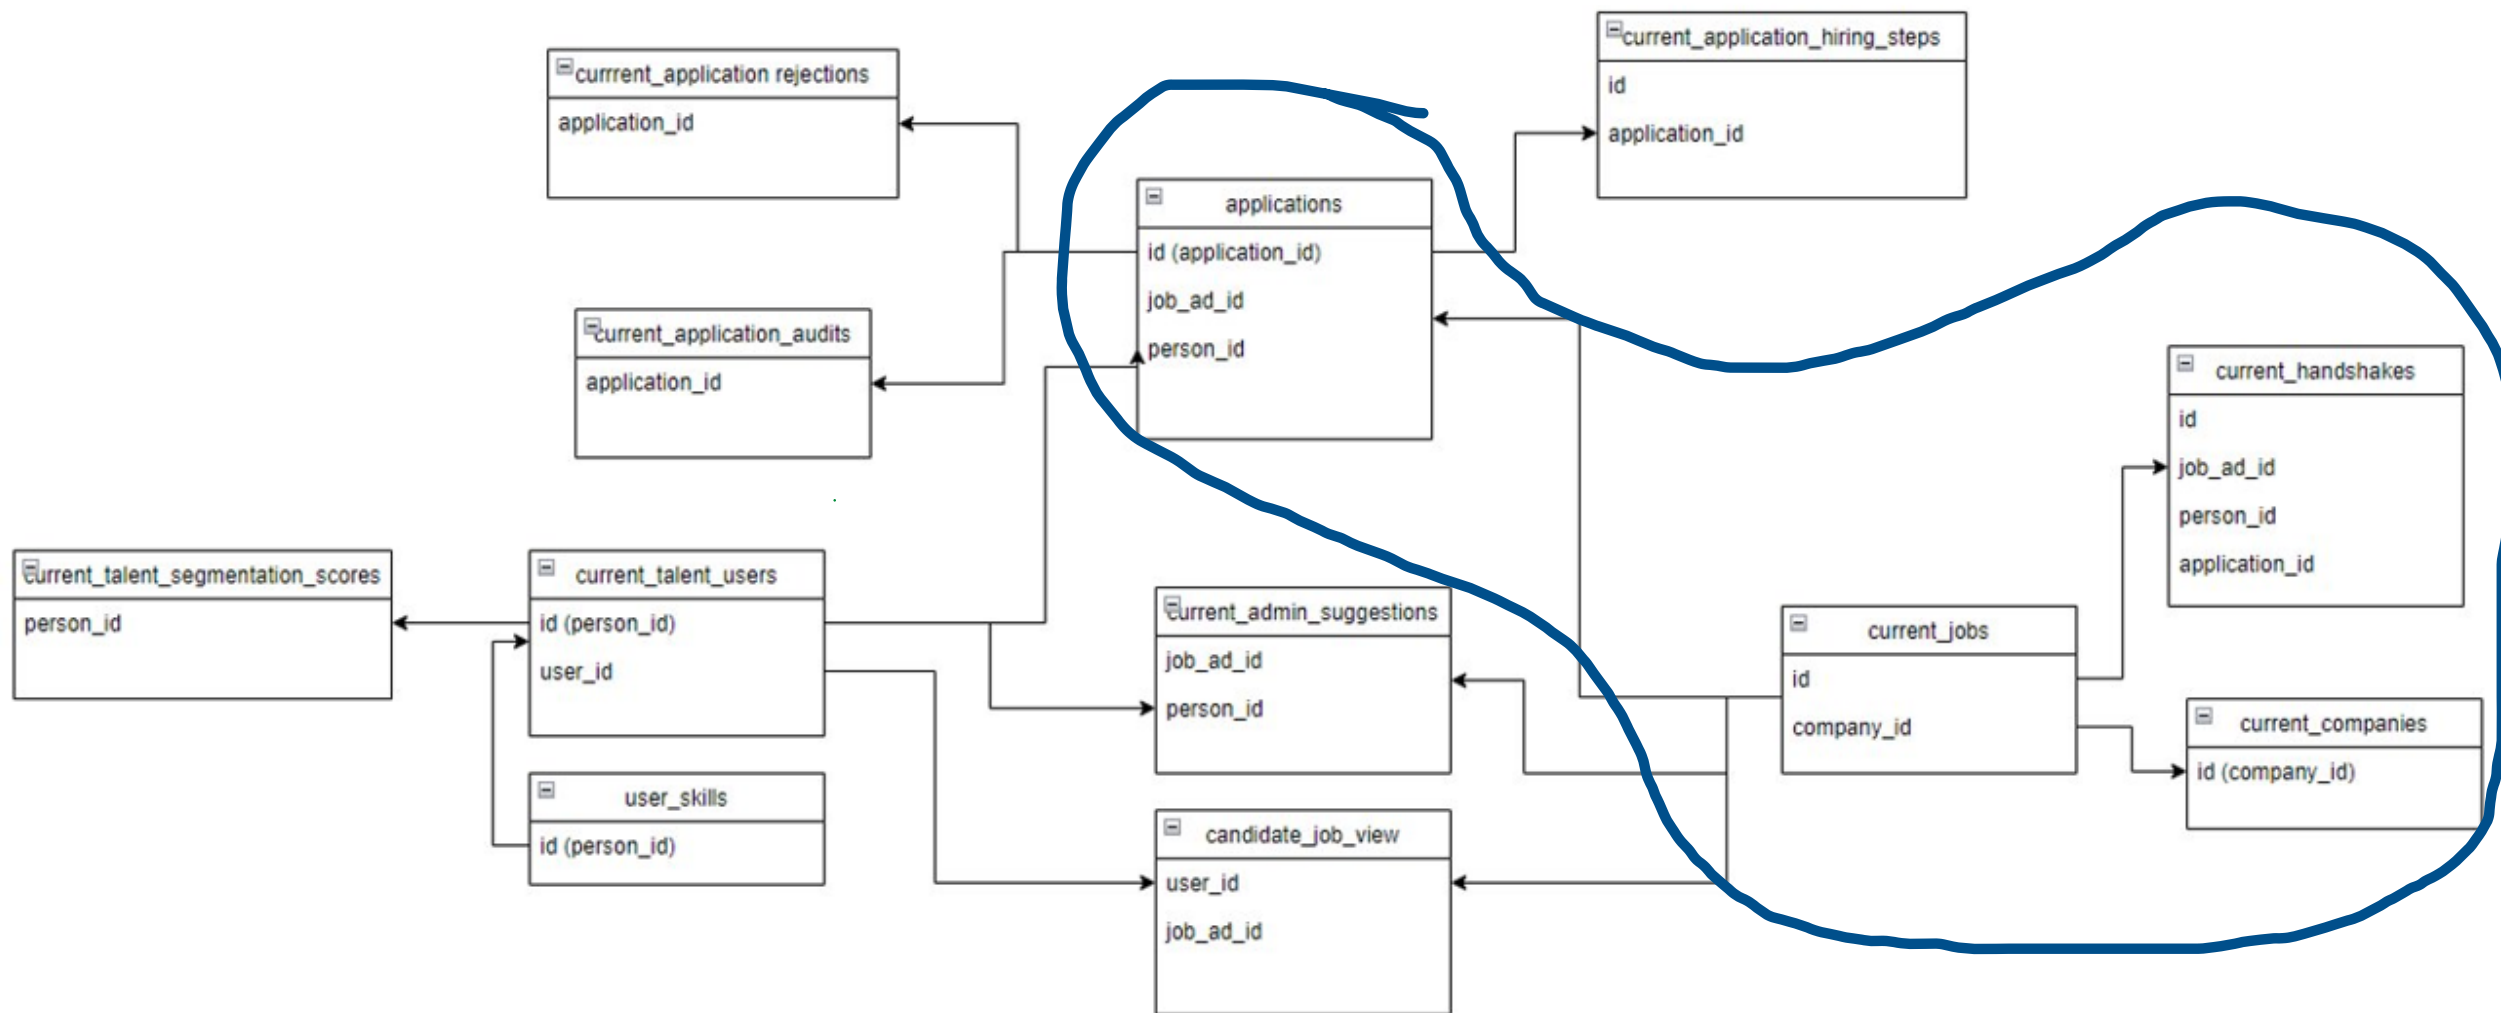 currrent_application rejections
application_id
current_application_hiring_steps
id
application_id
applications
id (application_id)
job_ad_id
person_id
current_application_audits
application_id
current_handshakes
id
job_ad_id
person_id
application_id
current_talent_segmentation_scores
person_id
current_talent_users
id (person_id)
user_id
current_admin_suggestions
job_ad_id
person_id
current_jobs
id
company_id
current_companies
id (company_id)
user_skills
id (person_id)
candidate_job_view
user_id
job_ad_id